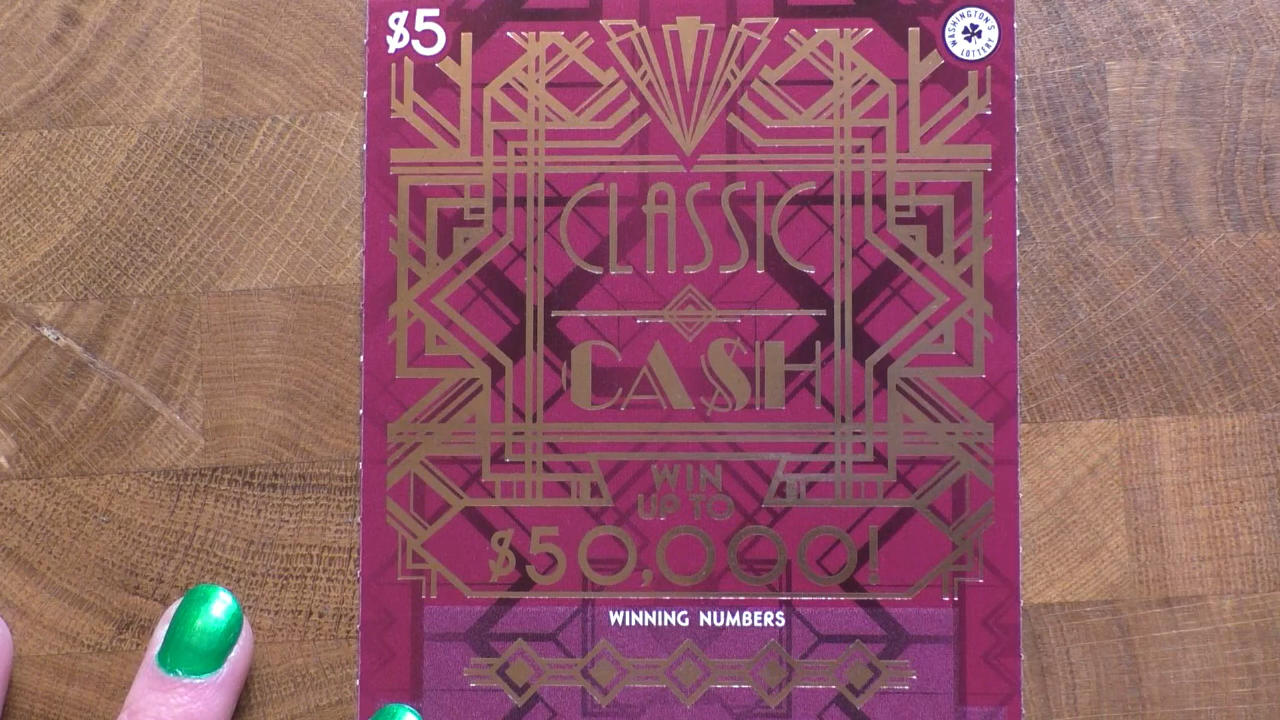 $5
WASHINGTON'S
LOTTERY
CLASSIC
CA$H
WIN
UP TO
$50,000!
WINNING NUMBERS